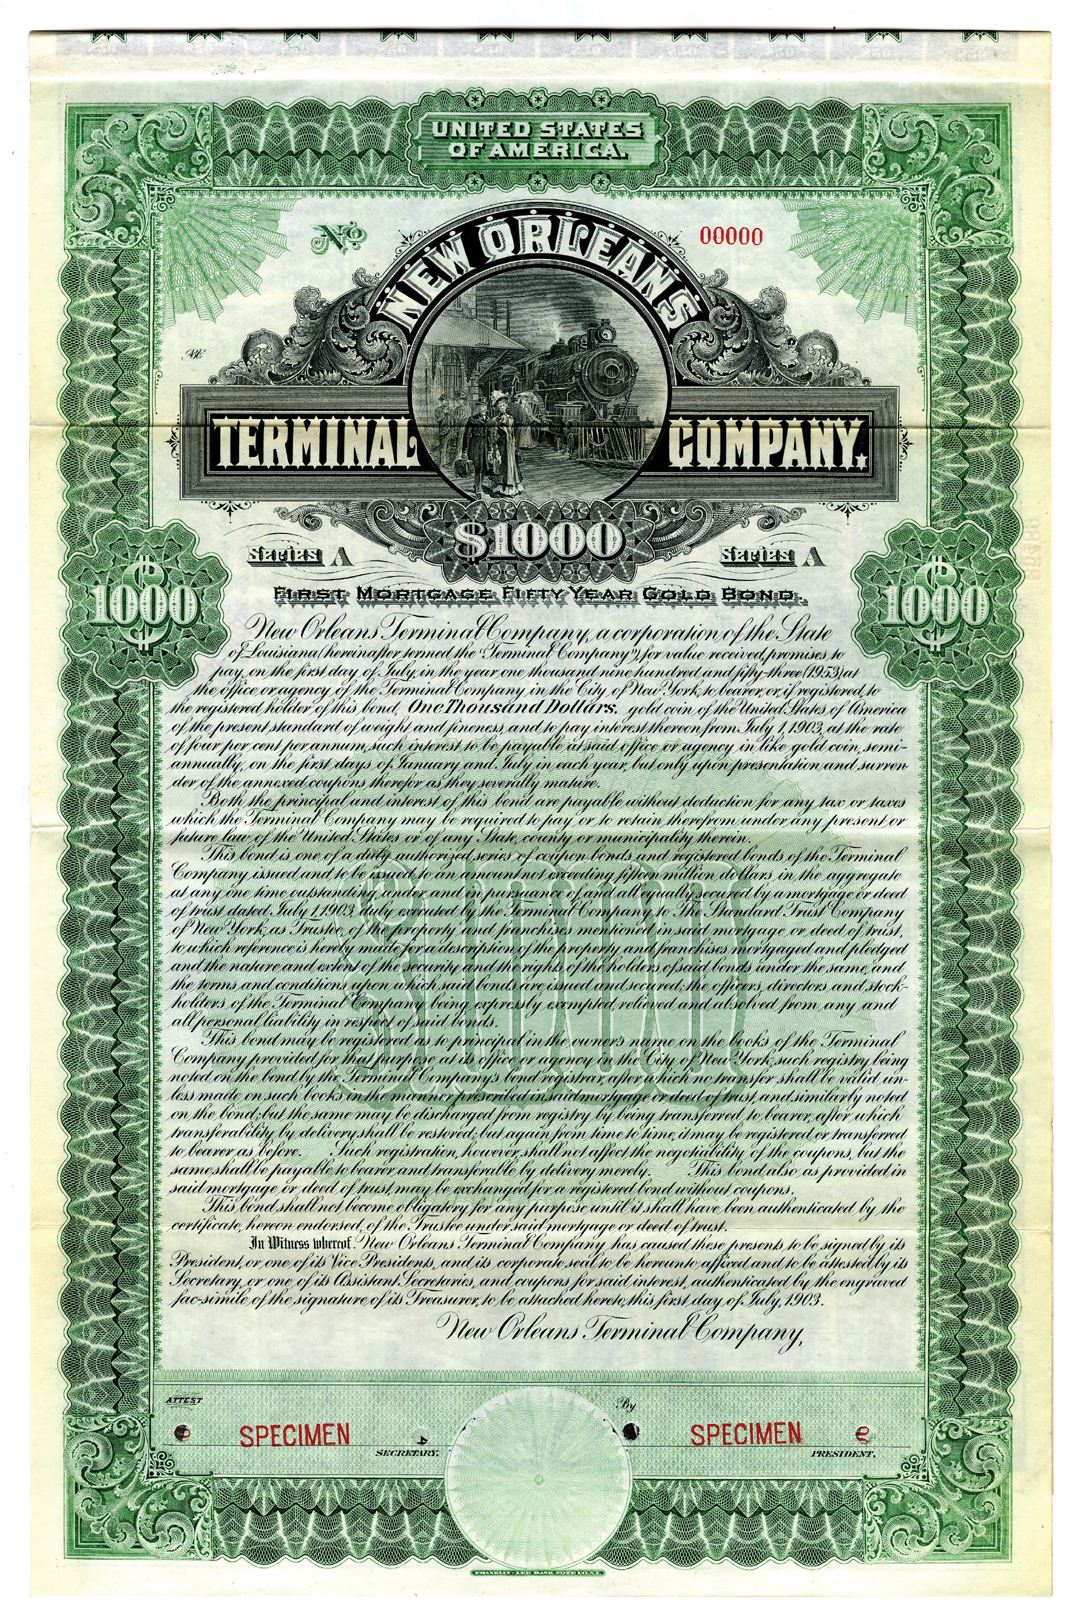 UNITED STATES
OF AMERICA.
No
00000
NEW ORLEANS
TERMINAL COMPANY.
$1000
SERIES A
SERIES A
1000
1000
FIRST MORTGAGE FIFTY YEAR GOLD BOND.
New Orleans Terminal Company, a corporation of the State
of Louisiana (hereinafter termed the "Terminal Company"), for value received, promises to
pay, on the first day of July, in the year one thousand nine hundred and fifty-three (1953) at
the office or agency of the Terminal Company in the City of New York, to bearer, or, if registered, to
the registered holder of this bond, One Thousand Dollars, gold coin of the United States of America
of the present standard of weight and fineness, and to pay interest thereon from July 1, 1903, at the rate
of four per cent per annum, such interest to be payable at said office or agency in like gold coin, semi-
annually, on the first days of January and July in each year, but only upon presentation and surren-
der of the annexed coupons therefor as they severally mature.
Both the principal and interest of this bond are payable without deduction for any tax or taxes
which the Terminal Company may be required to pay or to retain therefrom under any present or
future law of the United States or of any State, county or municipality therein.
This bond is one of a duly authorized series of coupon bonds and registered bonds of the Terminal
Company issued and to be issued to an amount not exceeding fifteen million dollars in the aggregate
at any one time outstanding, under and in pursuance of and all equally secured by a mortgage or deed
of trust dated July 1, 1903, duly executed by the Terminal Company to The Standard Trust Company
of New York, as Trustee, of the property and franchises mentioned in said mortgage or deed of trust,
to which reference is hereby made for a description of the property and franchises mortgaged and pledged
and the nature and extent of the security and the rights of the holders of said bonds under the same, and
the terms and conditions upon which said bonds are issued and secured; the officers, directors and stock-
holders of the Terminal Company being expressly exempted, relieved and absolved from any and
all personal liability in respect of said bonds.
This bond may be registered as to principal in the owner's name on the books of the Terminal
Company provided for that purpose at its office or agency in the City of New York, such registry being
noted on the bond by the Terminal Company's bond registrar, after which no transfer shall be valid un-
less made on such books in the manner prescribed in said mortgage or deed of trust, and similarly noted
on the bond; but the same may be discharged from registry by being transferred to bearer, after which
transferability by delivery shall be restored; but again from time to time, it may be registered or transferred
to bearer as before. Such registration, however, shall not affect the negotiability of the coupons, but the
same shall be payable to bearer and transferable by delivery merely. This bond also, as provided in
said mortgage or deed of trust, may be exchanged for a registered bond without coupons.
This bond shall not become obligatory for any purpose until it shall have been authenticated by the
certificate, hereon endorsed, of the Trustee under said mortgage or deed of trust.
In Witness whereof, New Orleans Terminal Company has caused these presents to be signed by its
President, or one of its Vice Presidents, and its corporate seal to be hereunto affixed and to be attested by its
Secretary, or one of its Assistant Secretaries, and coupons for said interest, authenticated by the engraved
fac-simile of the signature of its Treasurer, to be attached hereto, this first day of July, 1903.
New Orleans Terminal Company,
ATTEST
By
SPECIMEN
SPECIMEN
SECRETARY.
PRESIDENT.
FRANKLIN-LEE BANK NOTE CO. N.Y.